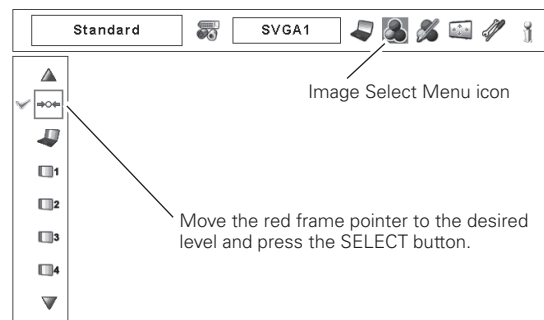 Standard
SVGA1
Image Select Menu icon
1
2
Move the red frame pointer to the desired
level and press the SELECT button.
3
4